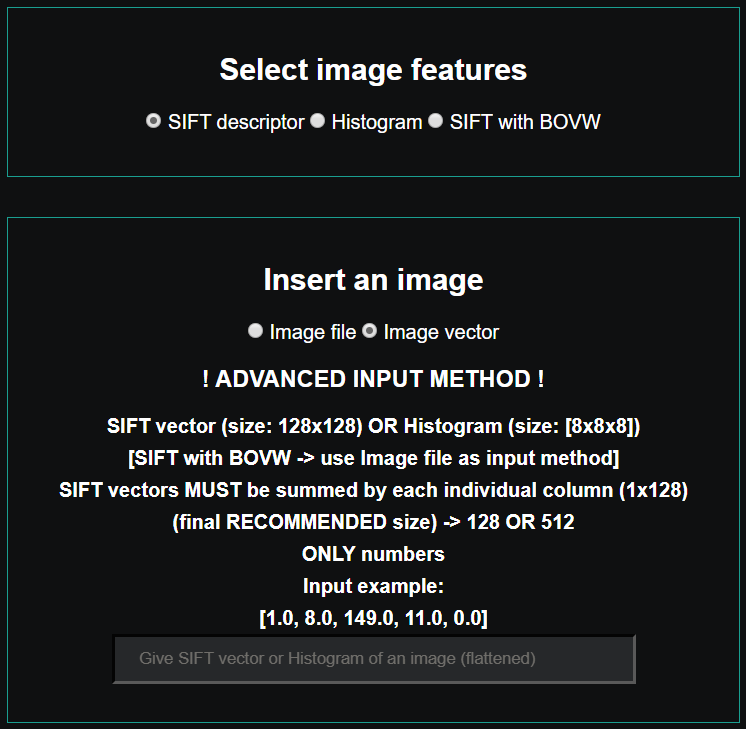 Select image features
SIFT descriptor Histogram SIFT with BOVW
Insert an image
Image file Image vector
! ADVANCED INPUT METHOD !
SIFT vector (size: 128x128) OR Histogram (size: [8x8x8])
[SIFT with BOVW -> use Image file as input method]
SIFT vectors MUST be summed by each individual column (1x128)
(final RECOMMENDED size) -> 128 OR 512
ONLY numbers
Input example:
[1.0, 8.0, 149.0, 11.0, 0.0]
Give SIFT vector or Histogram of an image (flattened)